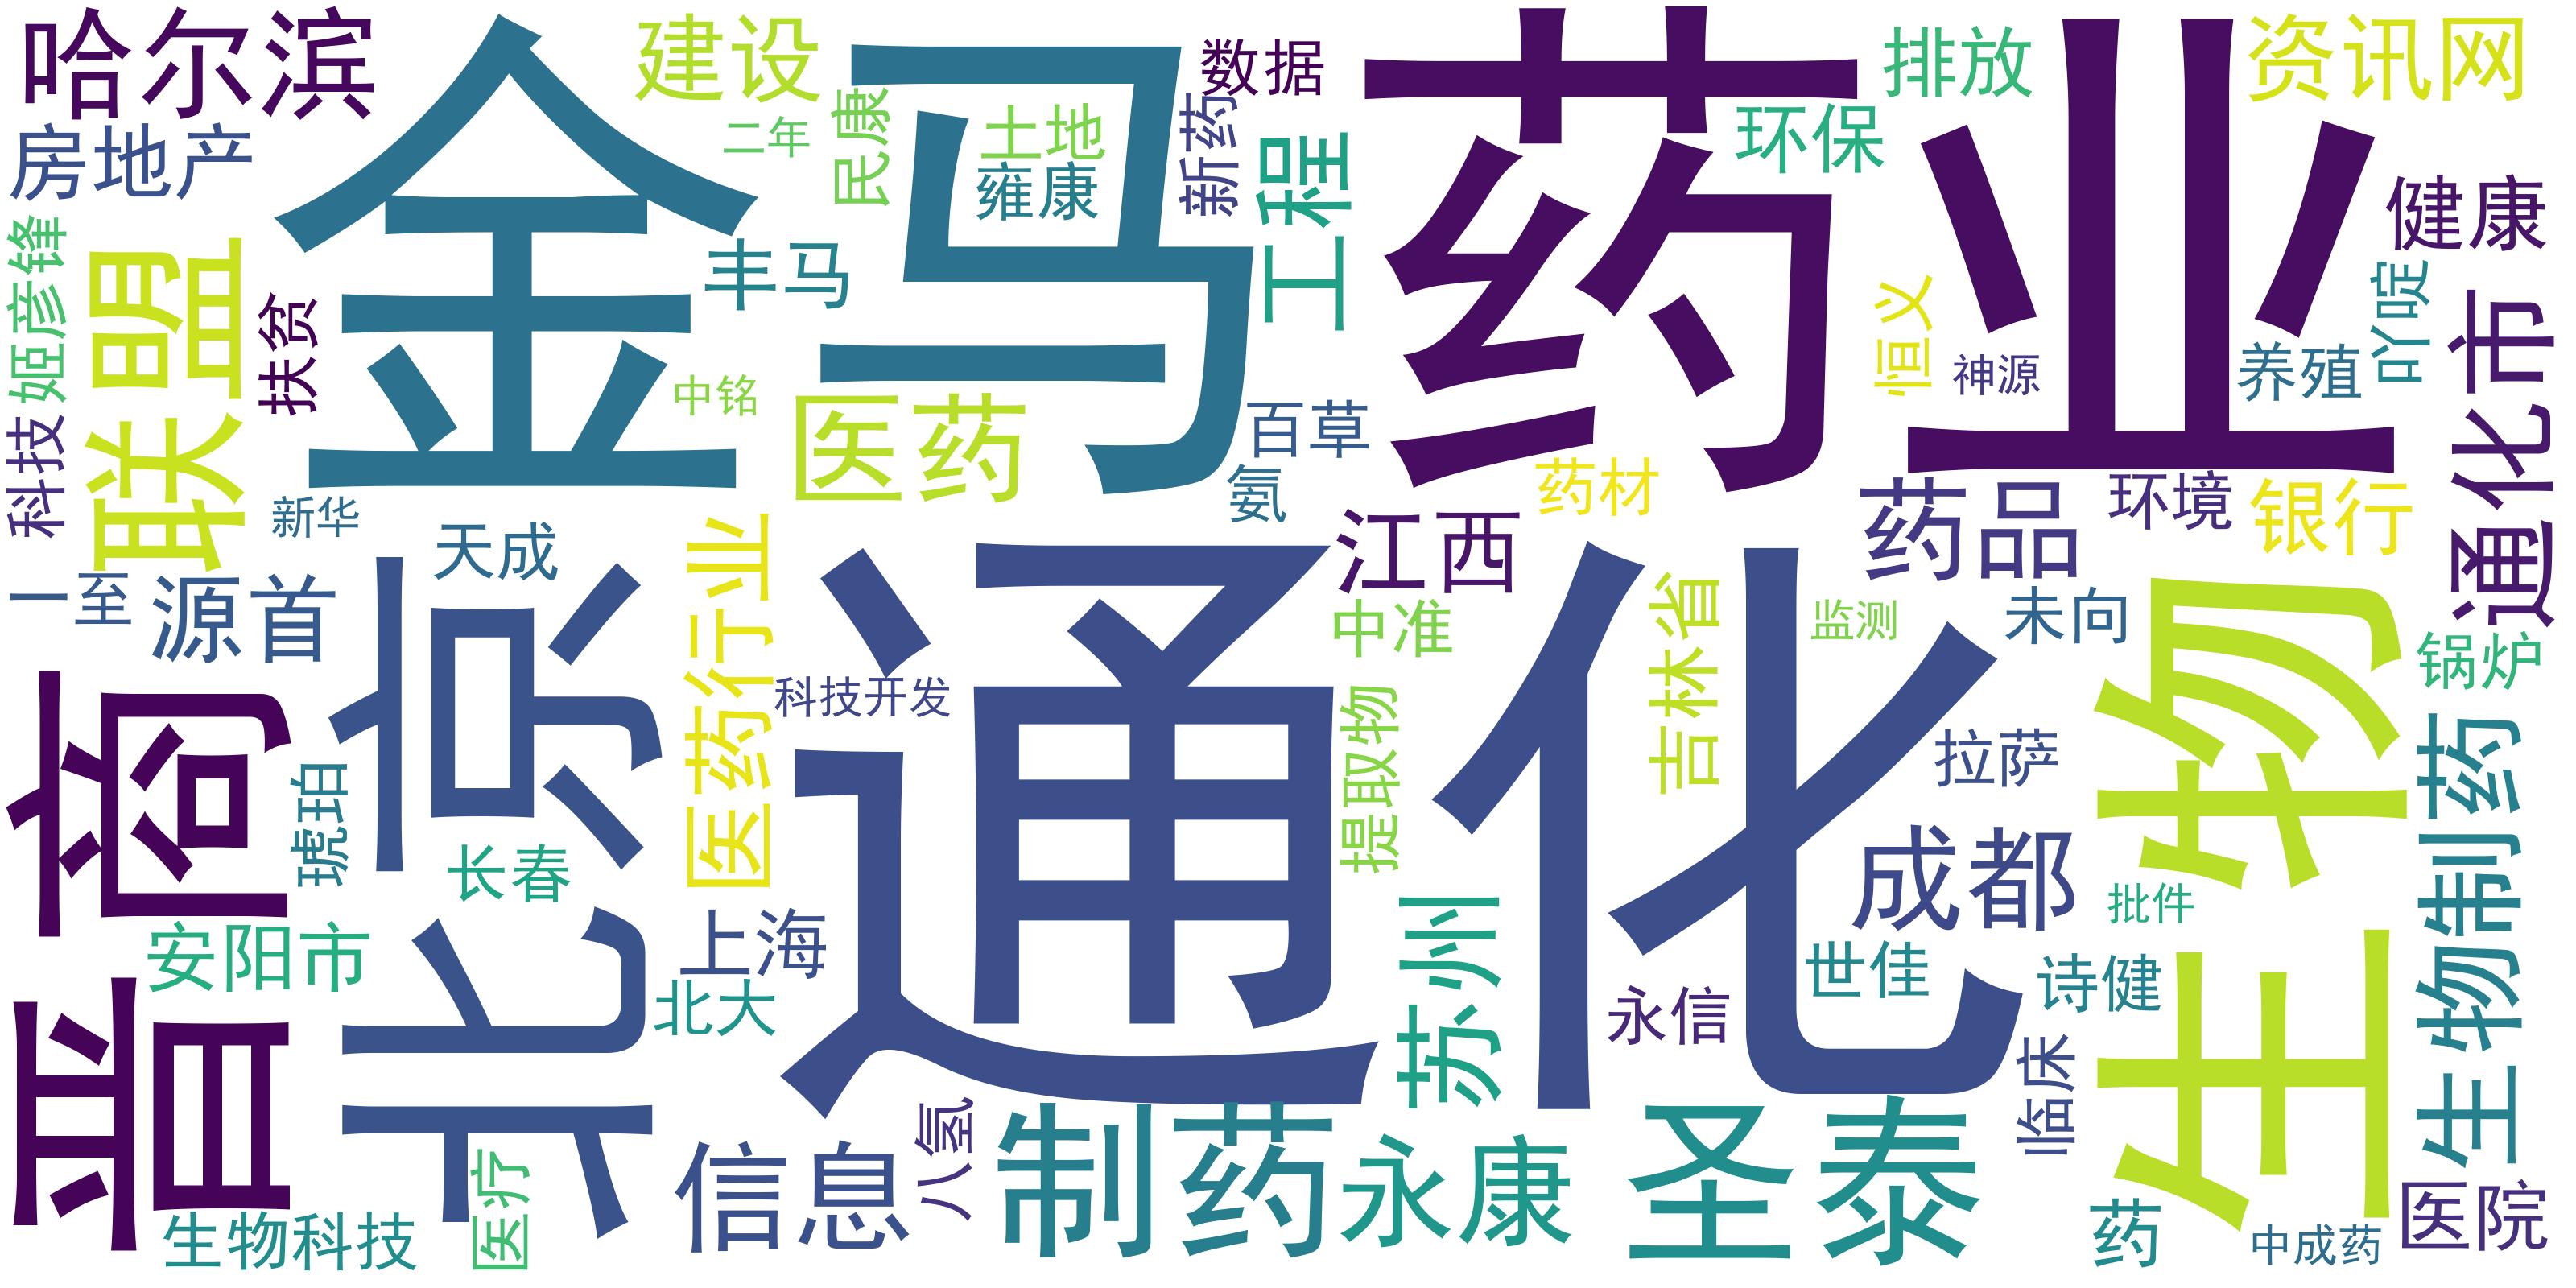 哈尔滨
金马
建设
数据
药业
排放
资讯网
房地产
二年
民康
土地
雍康
新药
工程
环保
健康
姬彦锋
联盟
扶贫
丰马
恒义
神源
养殖
吖啶
通化市
科技
中铭
医药
百草
氨
药材
新华
天成
医药行业
江西
药品
环境
银行
一至
源首
北京
通化
中准
吉林省
监测
未向
生物
锅炉
晋商
琥珀
科技开发
提取物
拉萨
生物制药
长春
成都
批件
安阳市
上海
北大
苏州
永信
世佳
诗健
临床
医疗
信息
八氢
制药
永康
圣泰
药
医院
生物科技
中成药